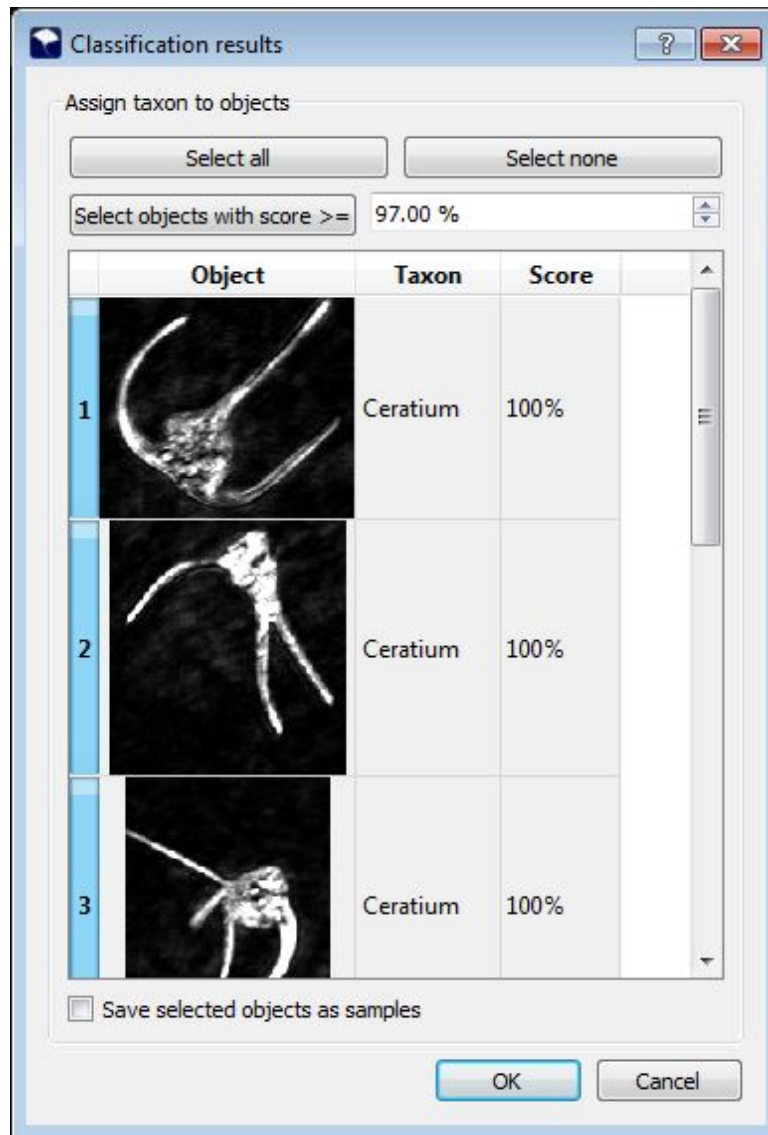 Classification results
Assign taxon to objects
Select all Select none
Select objects with score >= 97.00 %
Object Taxon Score
1 Ceratium 100%
2 Ceratium 100%
3 Ceratium 100%
Save selected objects as samples
OK Cancel